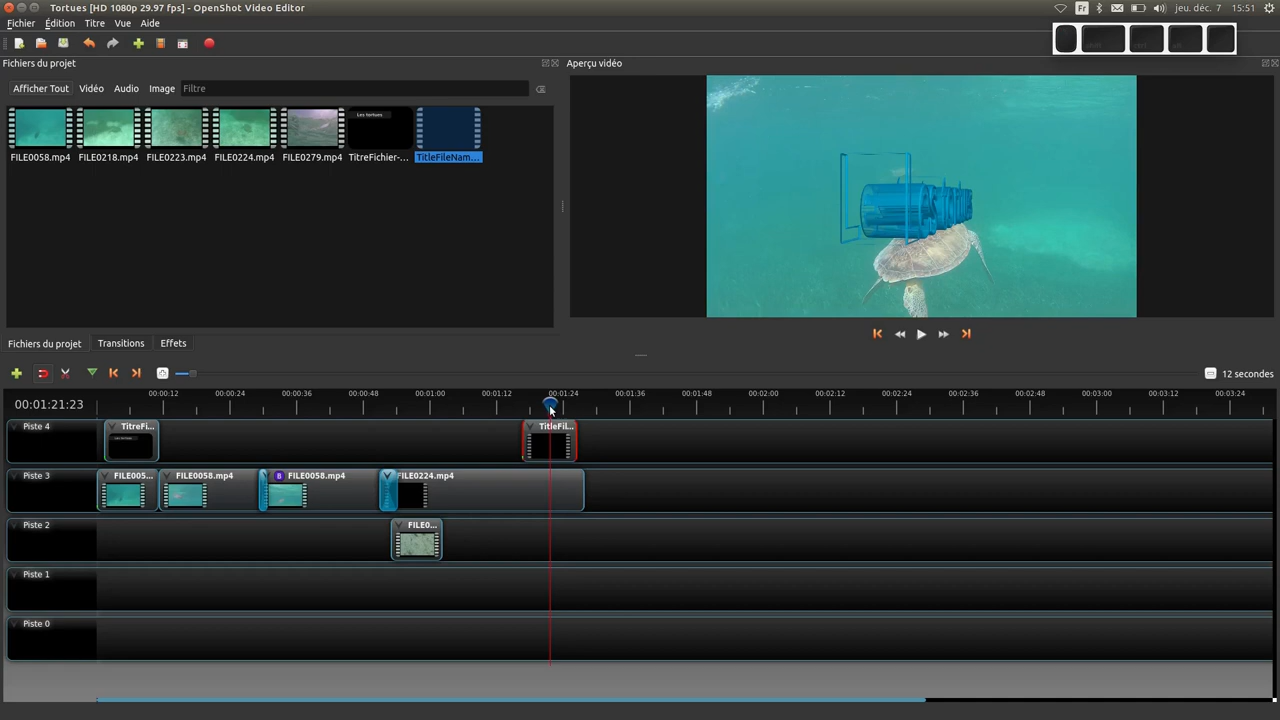 Tortues [HD 1080p 29.97 fps] - OpenShot Video Editor
Fr
jeu. déc. 7
15:51
Fichier Édition Titre Vue Aide
Fichiers du projet
Aperçu vidéo
Afficher Tout Vidéo Audio Image Filtre
Les tortues
FILE0058.mp4 FILE0218.mp4 FILE0223.mp4 FILE0224.mp4 FILE0279.mp4 TitreFichier-... TitleFileNam...
Fichiers du projet Transitions Effets
12 secondes
00:01:21:23
00:00:12 00:00:24 00:00:36 00:00:48 00:01:00 00:01:12 00:01:24 00:01:36 00:01:48 00:02:00 00:02:12 00:02:24 00:02:36 00:02:48 00:03:00 00:03:12 00:03:24
Piste 4 TitreFi... TitleFil...
Piste 3 FILE005... FILE0058.mp4 B FILE0058.mp4 FILE0224.mp4
Piste 2 FILE0...
Piste 1
Piste 0